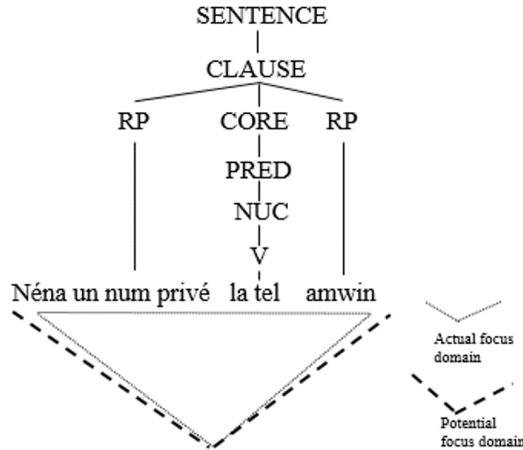 SENTENCE
CLAUSE
RP CORE RP
PRED
NUC
V
Néna un num privé la tel amwin
Actual focus
domain
Potential
focus domain